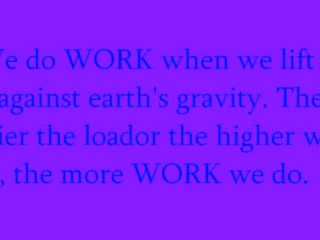 We do WORK when we lift
against earth's gravity. The
ier the loador the higher w
, the more WORK we do.